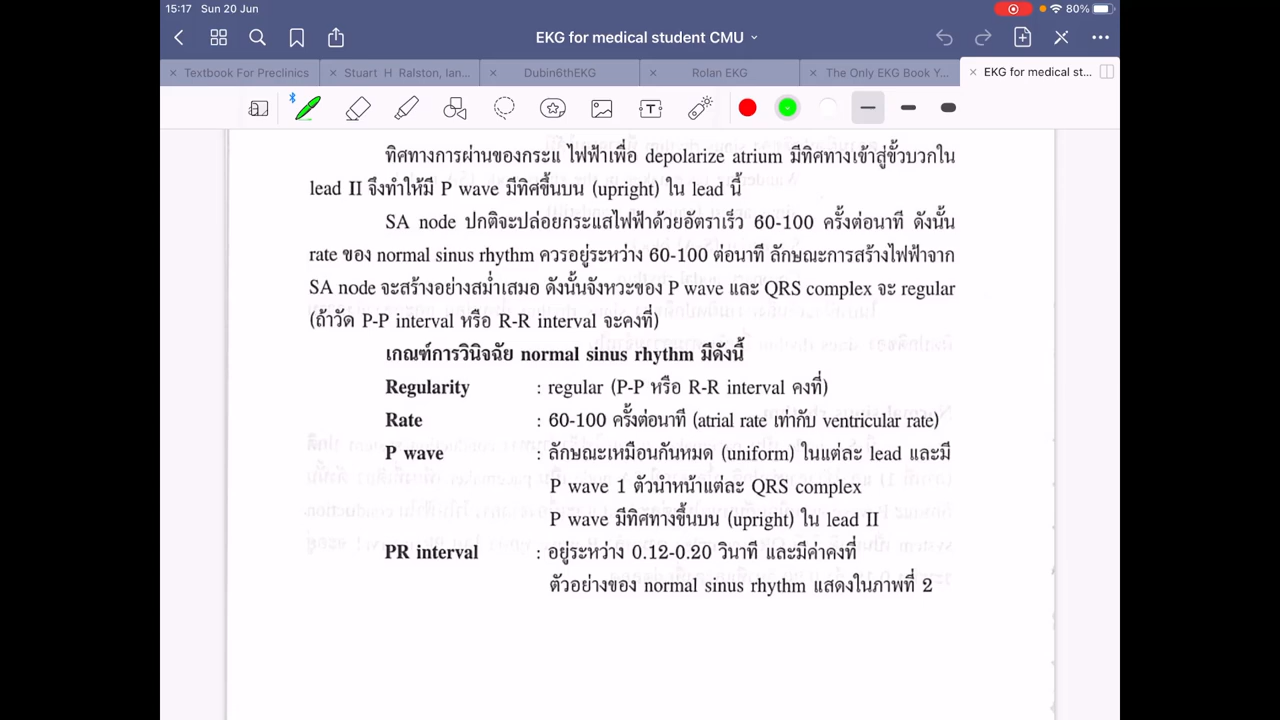 15:17 Sun 20 Jun
80%
EKG for medical student CMU
Textbook For Preclinics
Stuart H Ralston, Ian...
Dubin6thEKG
Rolan EKG
The Only EKG Book Y...
EKG for medical st...
ทิศทางการผ่านของกระแ ไฟฟ้าเพื่อ depolarize atrium มีทิศทางเข้าสู่ขั้วบวกใน
lead II จึงทำให้มี P wave มีทิศขึ้นบน (upright) ใน lead นี้
SA node ปกติจะปล่อยกระแสไฟฟ้าด้วยอัตราเร็ว 60-100 ครั้งต่อนาที ดังนั้น
rate ของ normal sinus rhythm ควรอยู่ระหว่าง 60-100 ต่อนาที ลักษณะการสร้างไฟฟ้าจาก
SA node จะสร้างอย่างสม่ำเสมอ ดังนั้นจังหวะของ P wave และ QRS complex จะ regular
(ถ้าวัด P-P interval หรือ R-R interval จะคงที่)
เกณฑ์การวินิจฉัย normal sinus rhythm มีดังนี้
Regularity : regular (P-P หรือ R-R interval คงที่)
Rate : 60-100 ครั้งต่อนาที (atrial rate เท่ากับ ventricular rate)
P wave : ลักษณะเหมือนกันหมด (uniform) ในแต่ละ lead และมี
P wave 1 ตัวนำหน้าแต่ละ QRS complex
P wave มีทิศทางขึ้นบน (upright) ใน lead II
PR interval : อยู่ระหว่าง 0.12-0.20 วินาที และมีค่าคงที่
ตัวอย่างของ normal sinus rhythm แสดงในภาพที่ 2